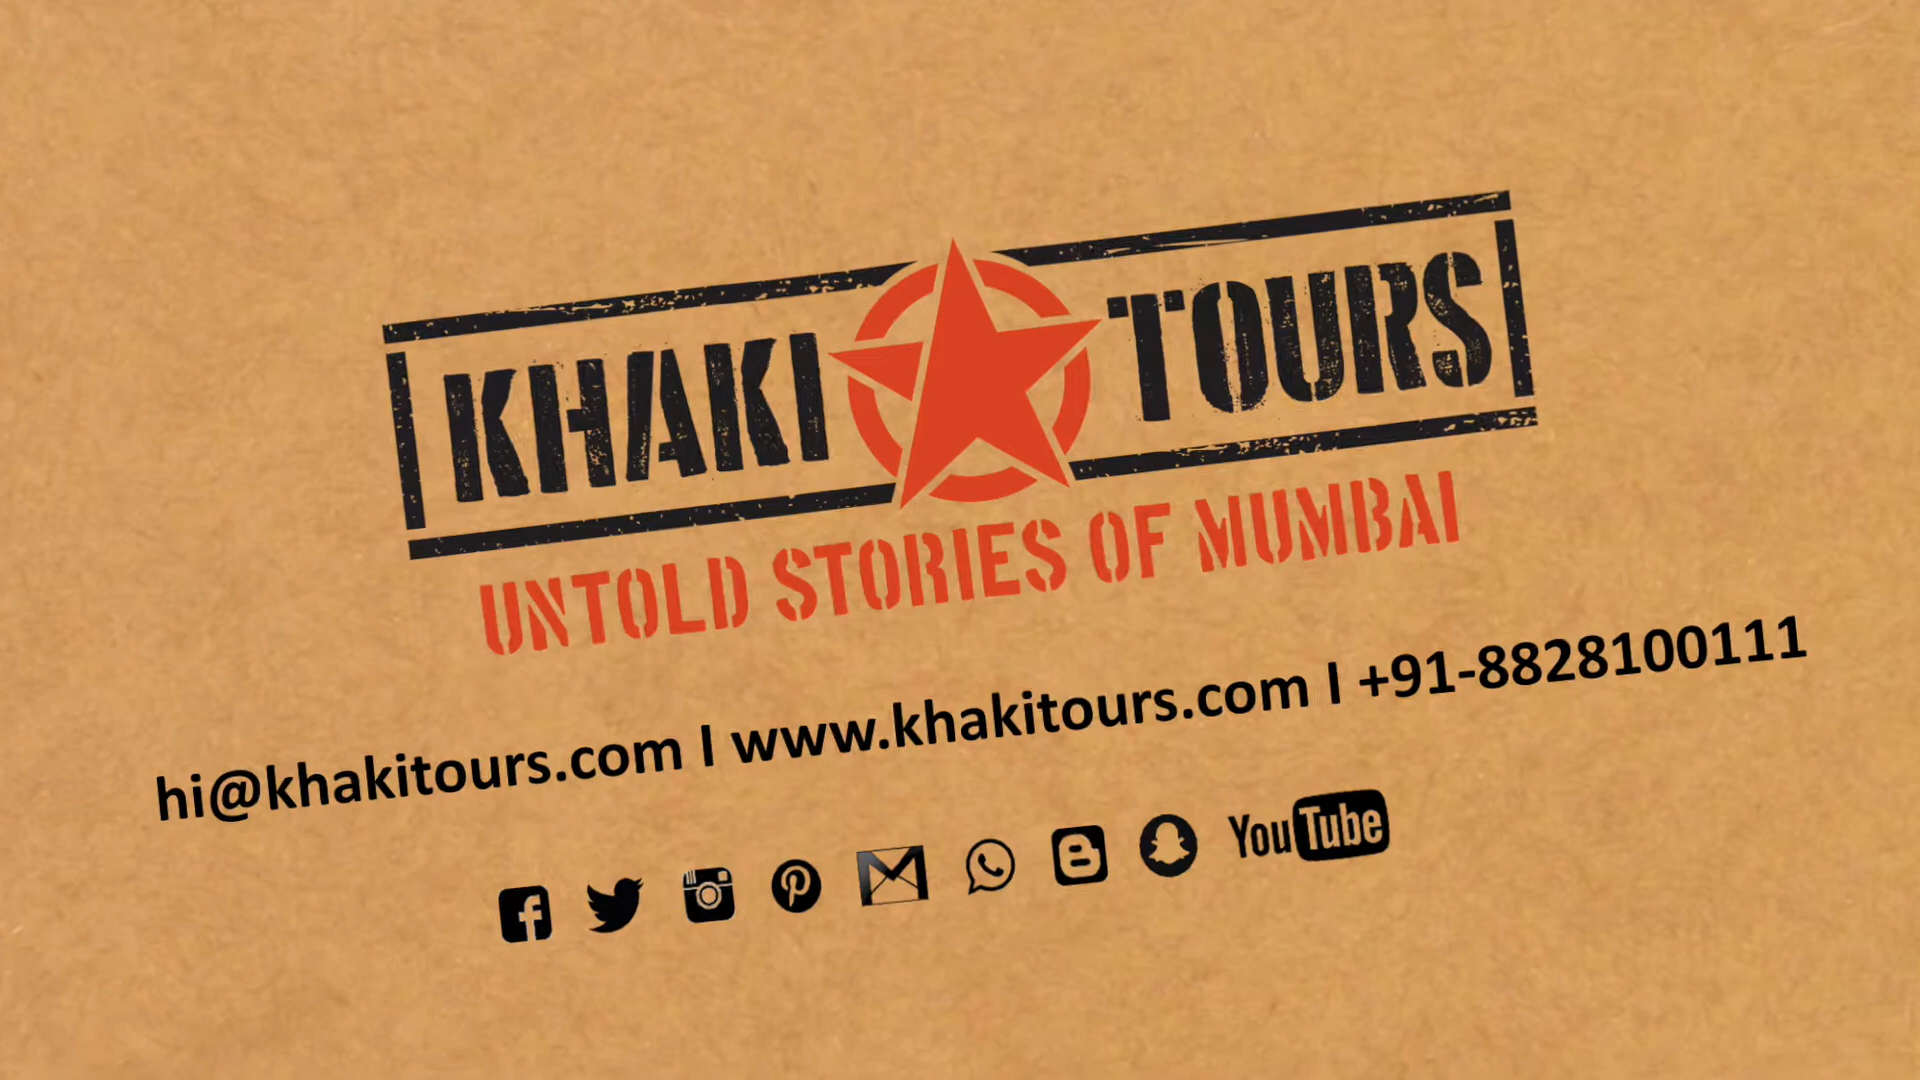 KHAKI TOURS
UNTOLD STORIES OF MUMBAI
hi@khakitours.com I www.khakitours.com I +91-8828100111
YouTube